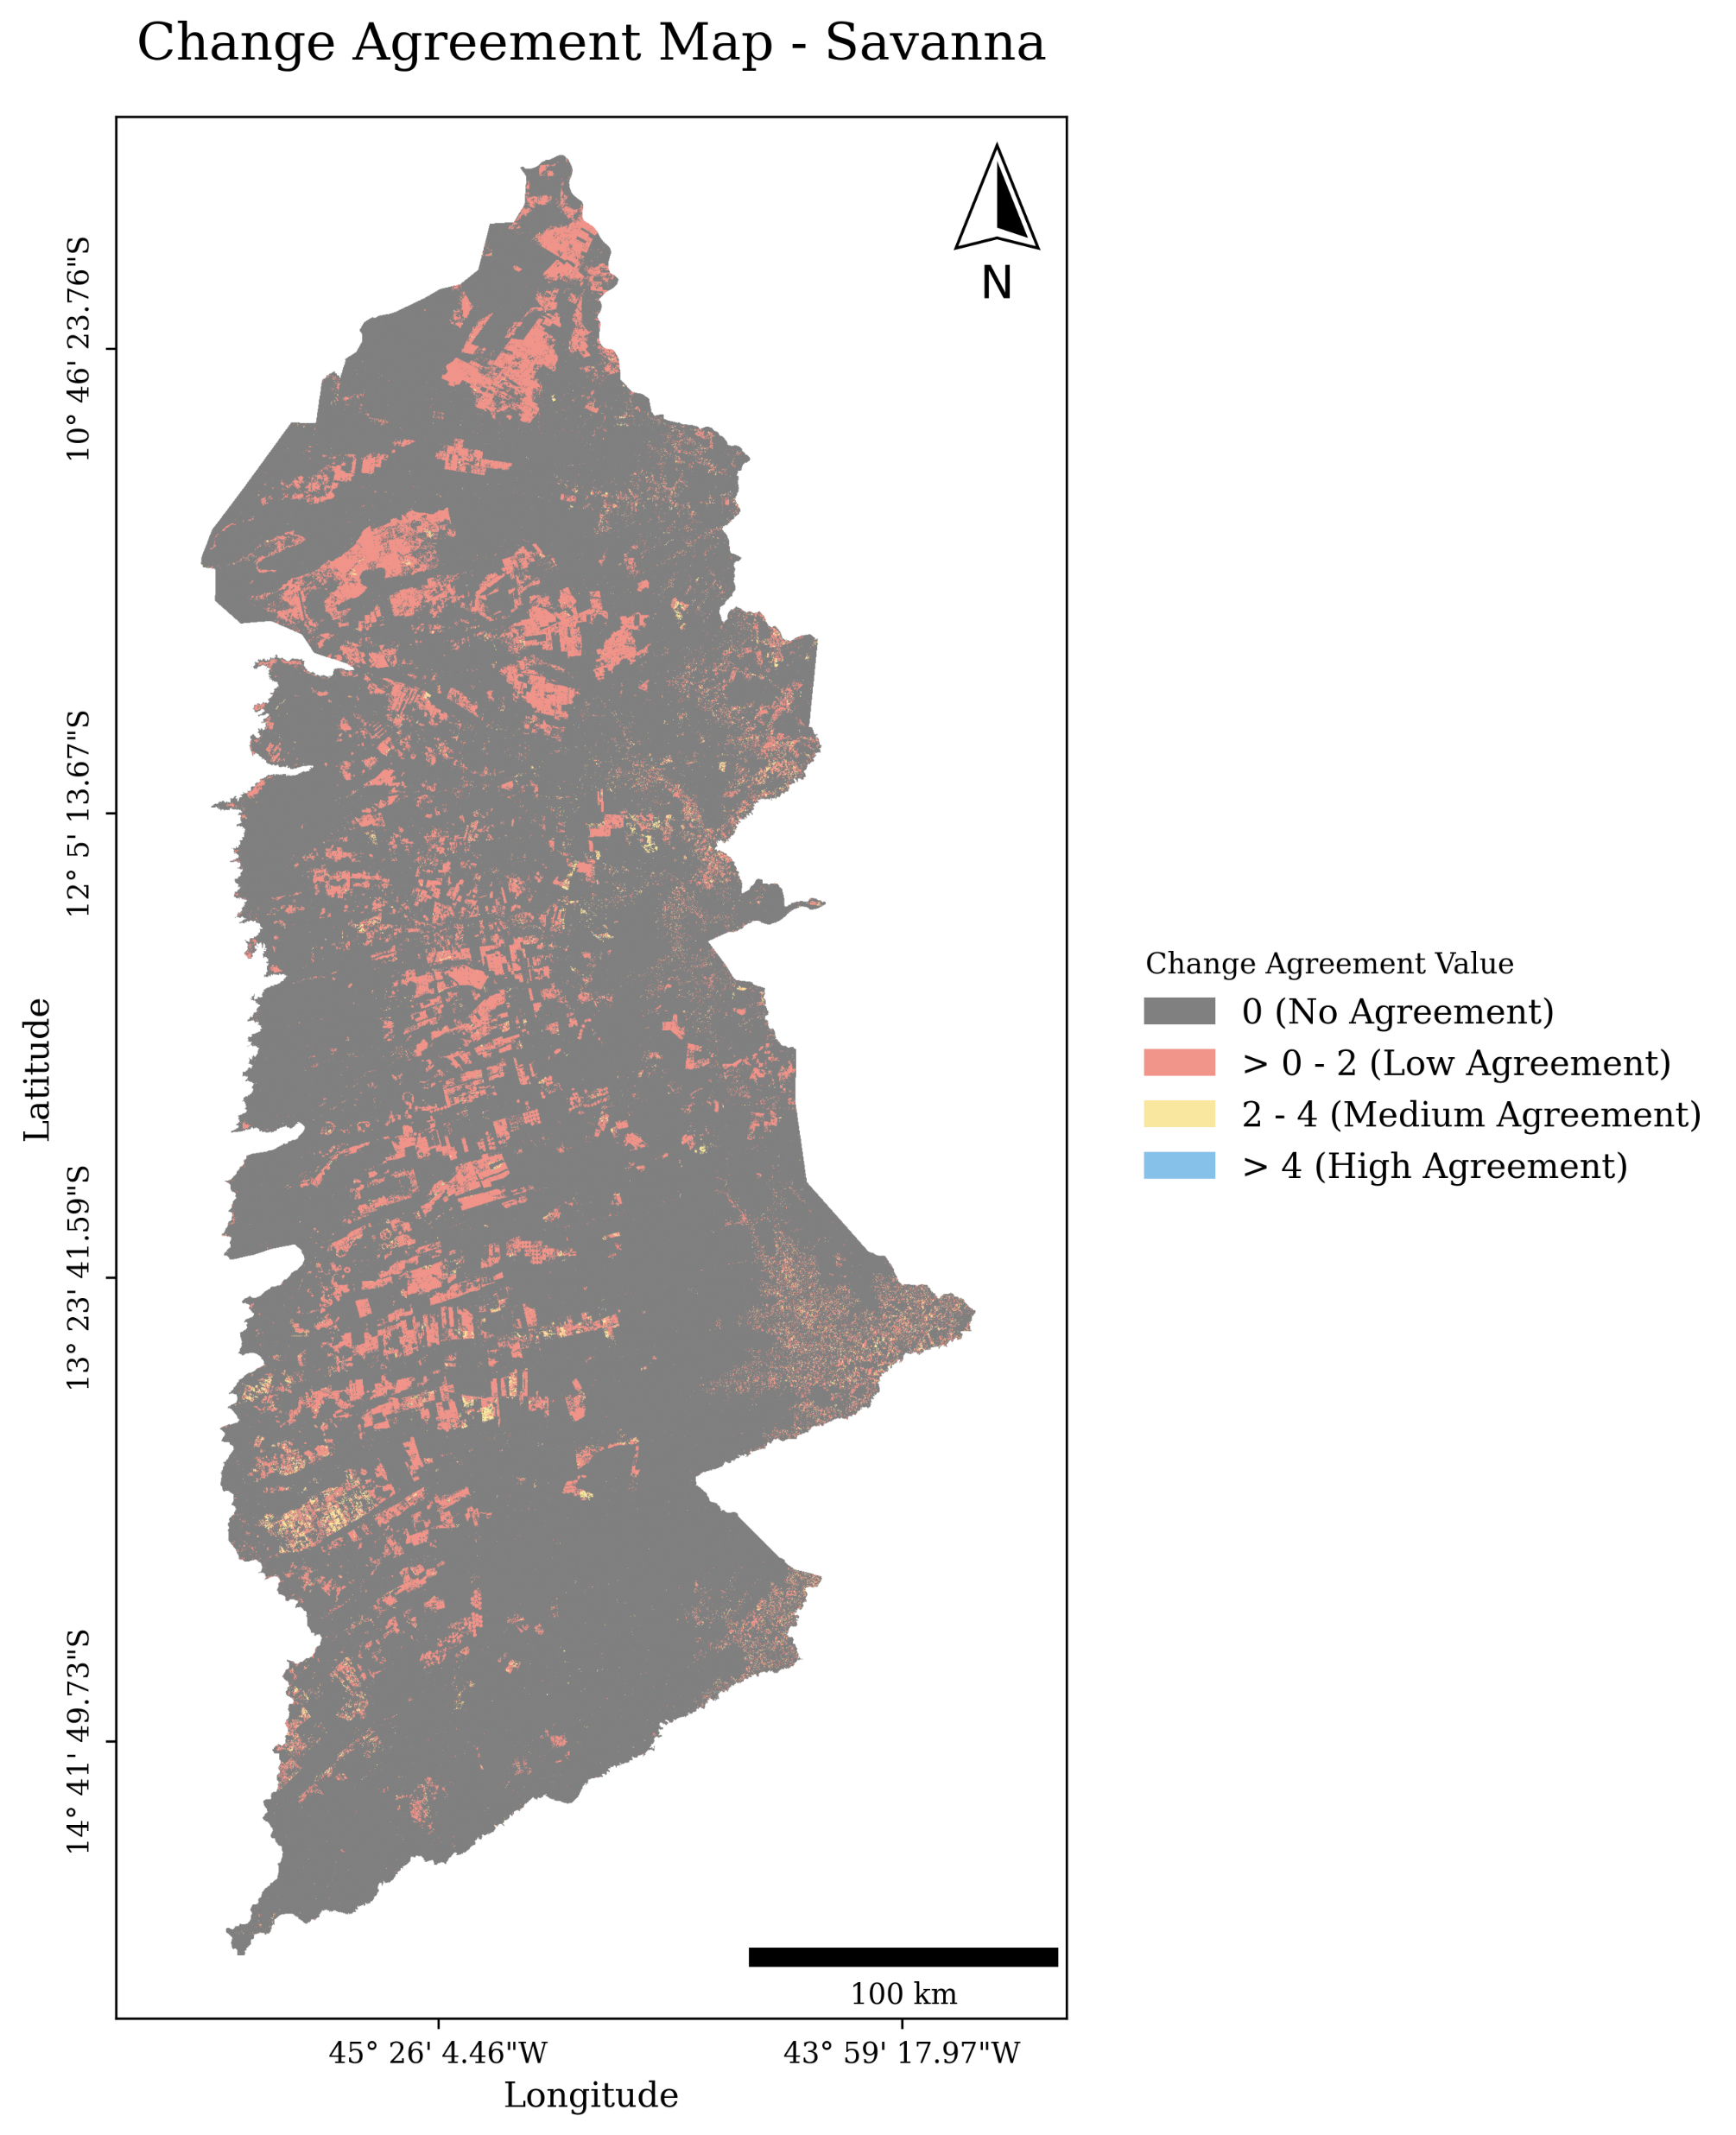 Change Agreement Map - Savanna
N
10° 46' 23.76"S
12° 5' 13.67"S
13° 23' 41.59"S
14° 41' 49.73"S
Latitude
Change Agreement Value
0 (No Agreement)
> 0 - 2 (Low Agreement)
2 - 4 (Medium Agreement)
> 4 (High Agreement)
100 km
45° 26' 4.46"W
43° 59' 17.97"W
Longitude